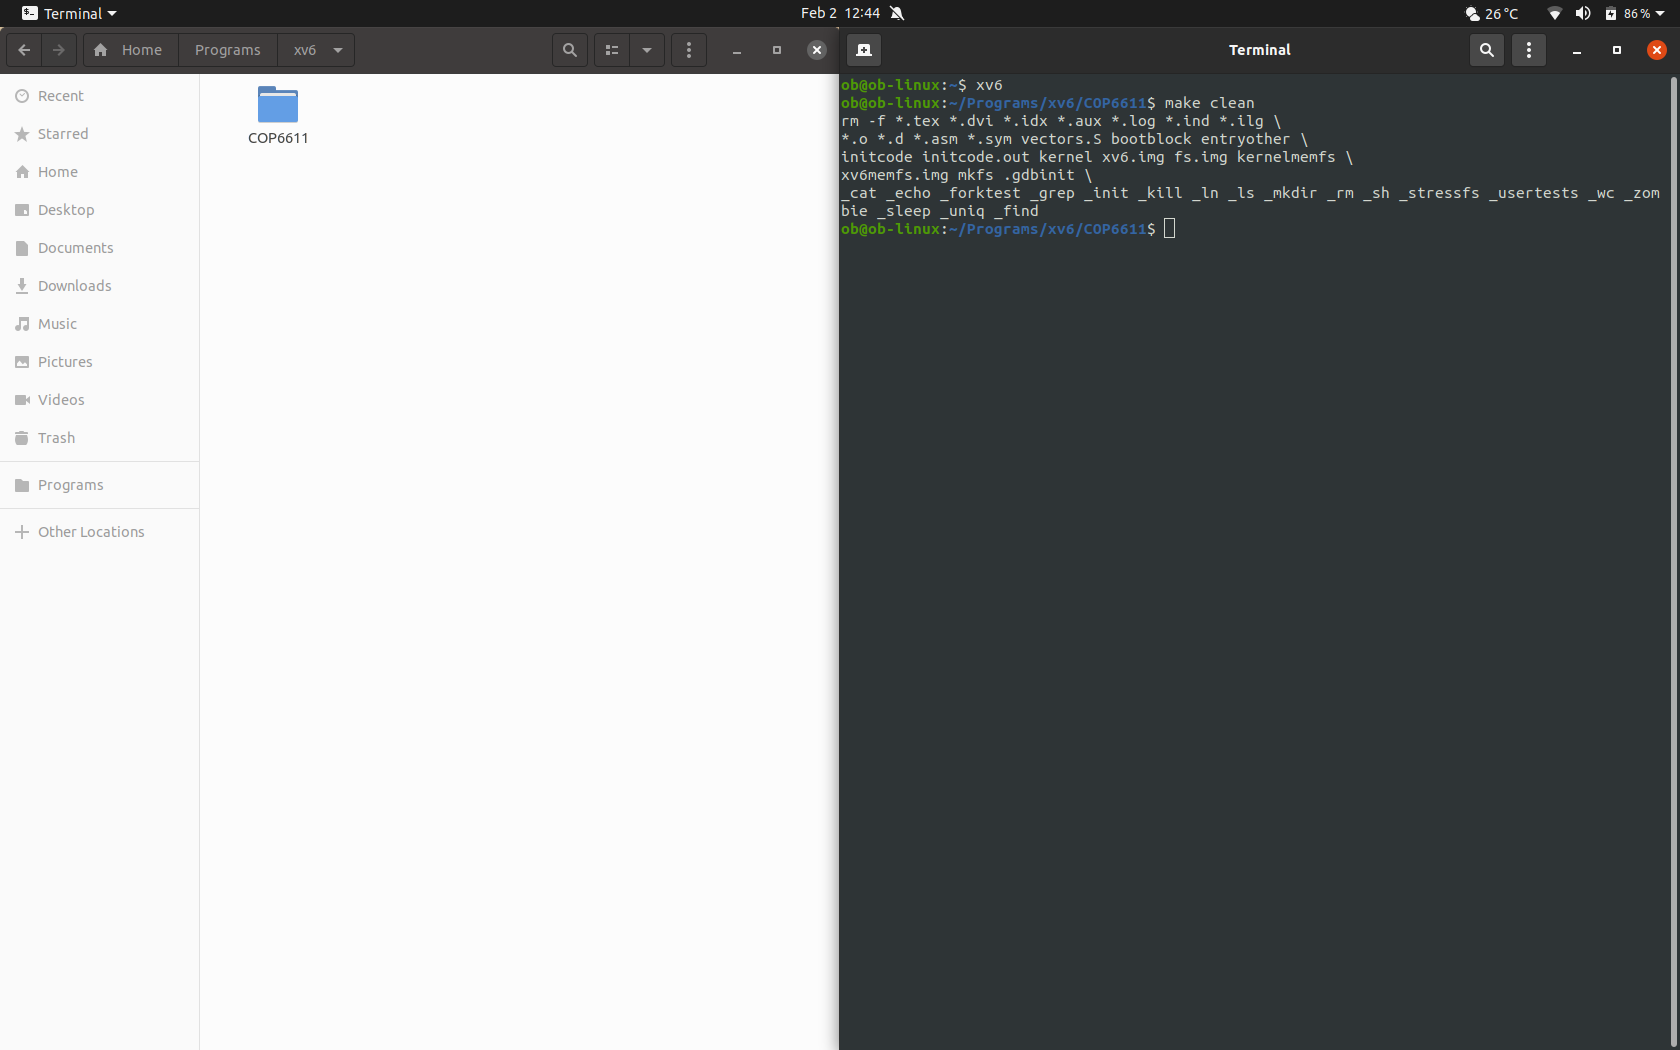 Terminal
Feb 2 12:44
26 °C
86 %
Home
Programs
xv6
Terminal
Recent
Starred
Home
Desktop
Documents
Downloads
Music
Pictures
Videos
Trash
Programs
Other Locations
COP6611
ob@ob-linux:~$ xv6
ob@ob-linux:~/Programs/xv6/COP6611$ make clean
rm -f *.tex *.dvi *.idx *.aux *.log *.ind *.ilg \
*.o *.d *.asm *.sym vectors.S bootblock entryother \
initcode initcode.out kernel xv6.img fs.img kernelmemfs \
xv6memfs.img mkfs .gdbinit \
_cat _echo _forktest _grep _init _kill _ln _ls _mkdir _rm _sh _stressfs _usertests _wc _zom
bie _sleep _uniq _find
ob@ob-linux:~/Programs/xv6/COP6611$